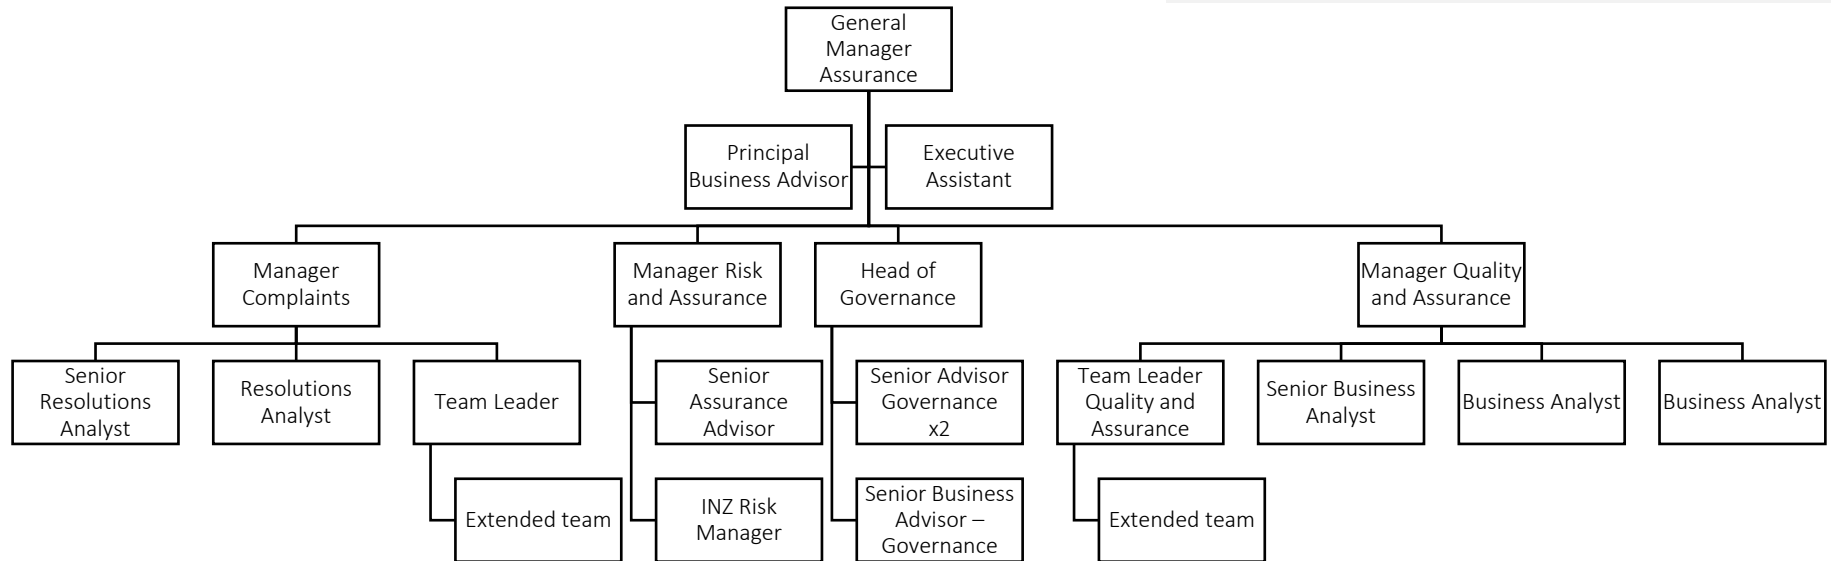 General
Manager
Assurance
Principal
Business Advisor
Executive
Assistant
Manager
Complaints
Manager Risk
and Assurance
Head of
Governance
Manager Quality
and Assurance
Senior
Resolutions
Analyst
Resolutions
Analyst
Team Leader
Senior
Assurance
Advisor
Senior Advisor
Governance
x2
Team Leader
Quality and
Assurance
Senior Business
Analyst
Business Analyst
Business Analyst
Extended team
INZ Risk
Manager
Senior Business
Advisor –
Governance
Extended team